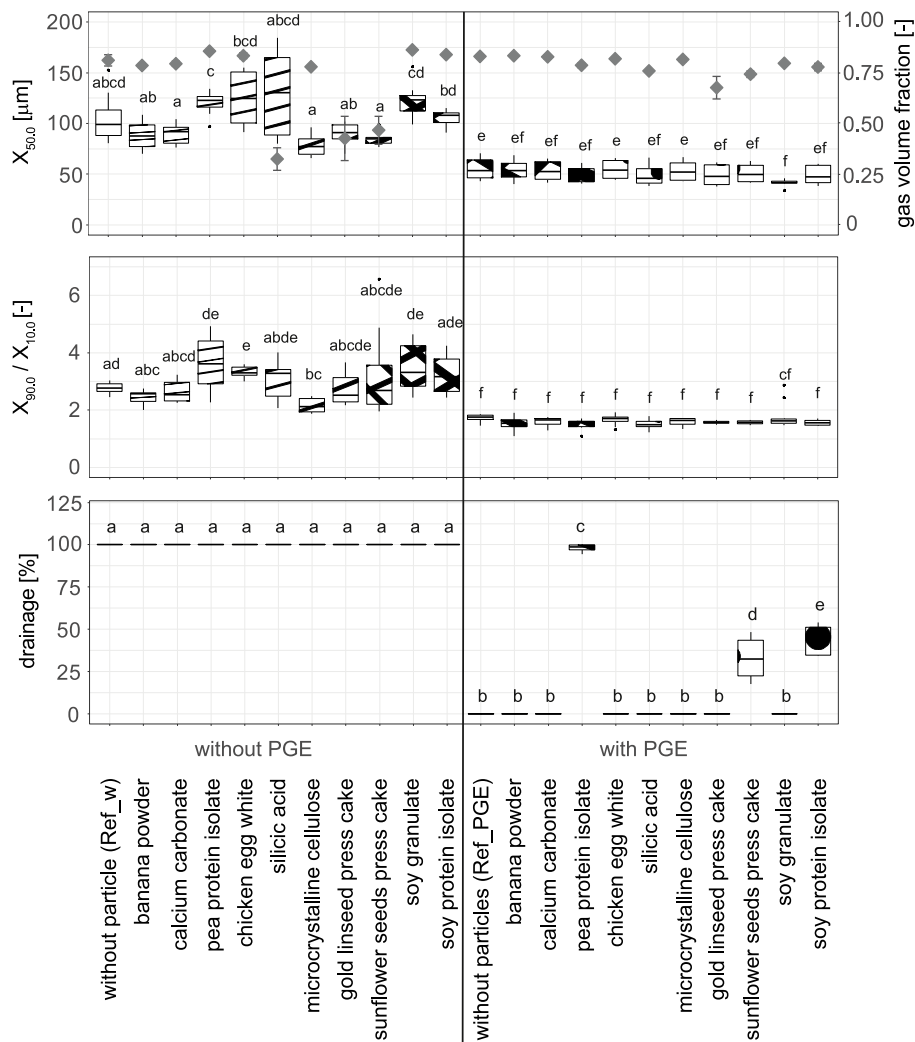 200
150
100
50
0
X50.0 [μm]
abcd
ab
a
c
bcd
abcd
a
ab
a
cd
bd
e
ef
ef
ef
e
ef
ef
ef
ef
f
ef
1.00
0.75
0.50
0.25
0
gas volume fraction [-]
6
4
2
0
X90.0 / X10.0 [-]
ad
abc
abcd
de
e
abde
bc
abcde
abcde
de
ade
f
f
f
f
f
f
f
f
f
cf
f
125
100
75
50
25
0
drainage [%]
a
a
a
a
a
a
a
a
a
a
a
b
b
b
c
b
b
b
b
d
b
e
without PGE
with PGE
without particle (Ref_w)
banana powder
calcium carbonate
pea protein isolate
chicken egg white
silicic acid
microcrystalline cellulose
gold linseed press cake
sunflower seeds press cake
soy granulate
soy protein isolate
without particles (Ref_PGE)
banana powder
calcium carbonate
pea protein isolate
chicken egg white
silicic acid
microcrystalline cellulose
gold linseed press cake
sunflower seeds press cake
soy granulate
soy protein isolate